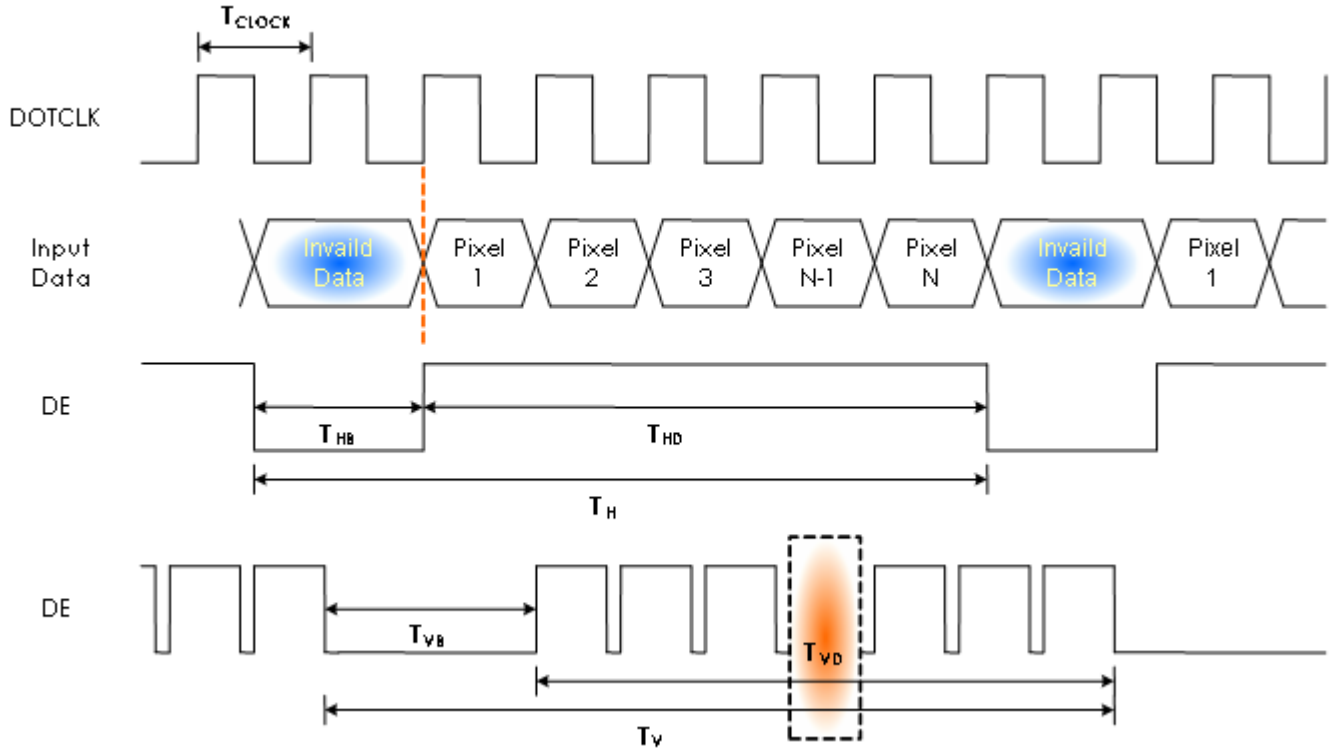 TCLOCK
DOTCLK
Input
Data
Invaild
Data
Pixel
1
Pixel
2
Pixel
3
Pixel
N-1
Pixel
N
Invaild
Data
Pixel
1
DE
THB
THD
TH
DE
TVB
TVD
TV